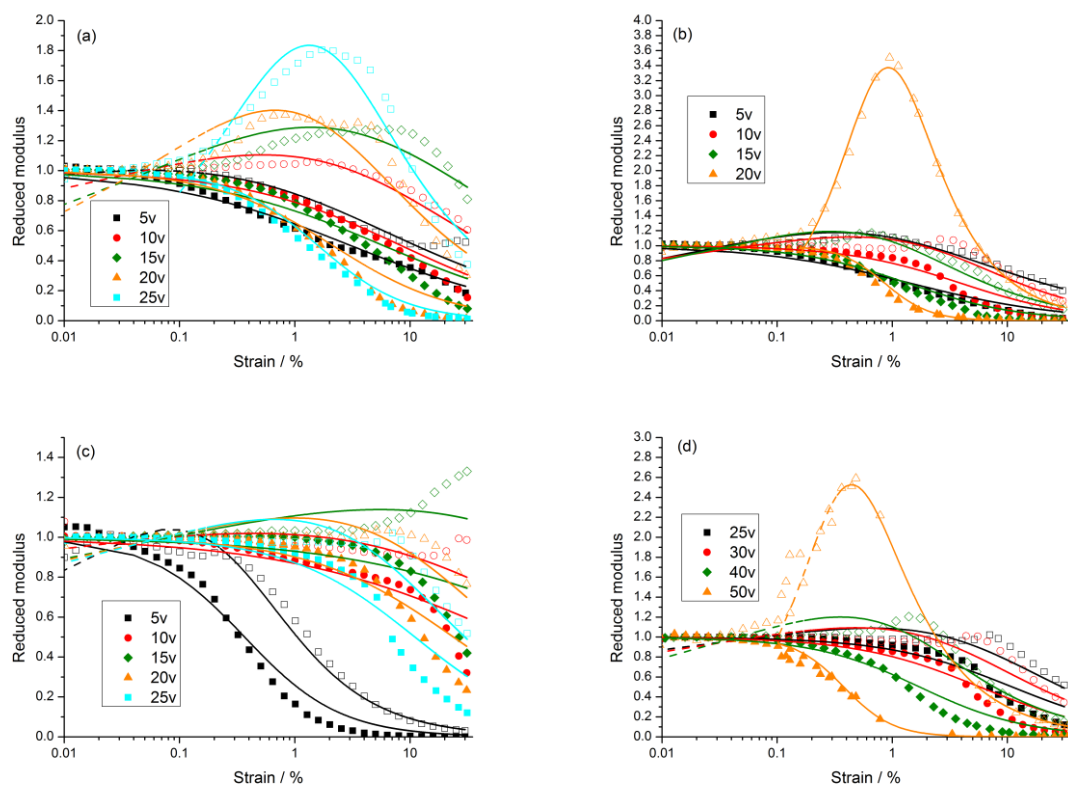 (a)
2.0
1.8
1.6
1.4
1.2
1.0
0.8
0.6
0.4
0.2
0.0
Reduced modulus
5v
10v
15v
20v
25v
0.01
0.1
1
10
Strain / %
(b)
4.0
3.8
3.6
3.4
3.2
3.0
2.8
2.6
2.4
2.2
2.0
1.8
1.6
1.4
1.2
1.0
0.8
0.6
0.4
0.2
0.0
Reduced modulus
5v
10v
15v
20v
0.01
0.1
1
10
Strain / %
(c)
1.4
1.2
1.0
0.8
0.6
0.4
0.2
0.0
Reduced modulus
5v
10v
15v
20v
25v
0.01
0.1
1
10
Strain / %
(d)
3.0
2.8
2.6
2.4
2.2
2.0
1.8
1.6
1.4
1.2
1.0
0.8
0.6
0.4
0.2
0.0
Reduced modulus
25v
30v
40v
50v
0.01
0.1
1
10
Strain / %